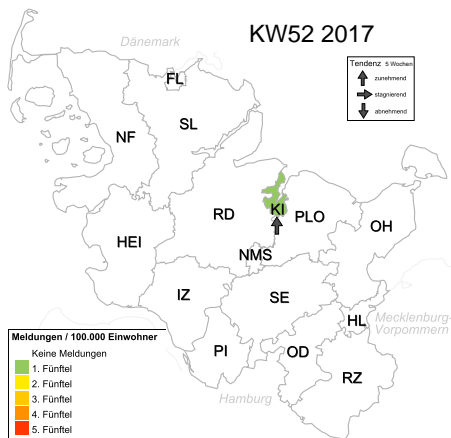 KW52 2017
Dänemark
Tendenz 5 Wochen
zunehmend
stagnierend
abnehmend
FL
SL
NF
RD
KI
PLO
OH
HEI
NMS
IZ
SE
HL
Mecklenburg-
Vorpommern
PI
OD
RZ
Hamburg
Meldungen / 100.000 Einwohner
Keine Meldungen
1. Fünftel
2. Fünftel
3. Fünftel
4. Fünftel
5. Fünftel